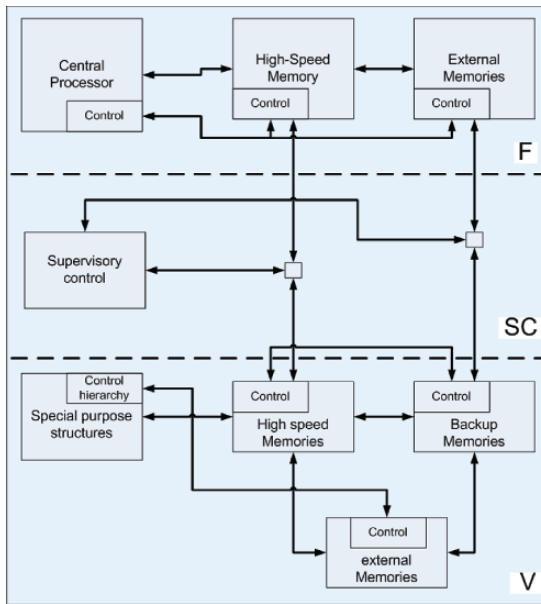 Central
Processor
Control
High-Speed
Memory
Control
External
Memories
Control
F
Supervisory
control
SC
Control
hierarchy
Special purpose
structures
Control
High speed
Memories
Control
Backup
Memories
Control
external
Memories
V